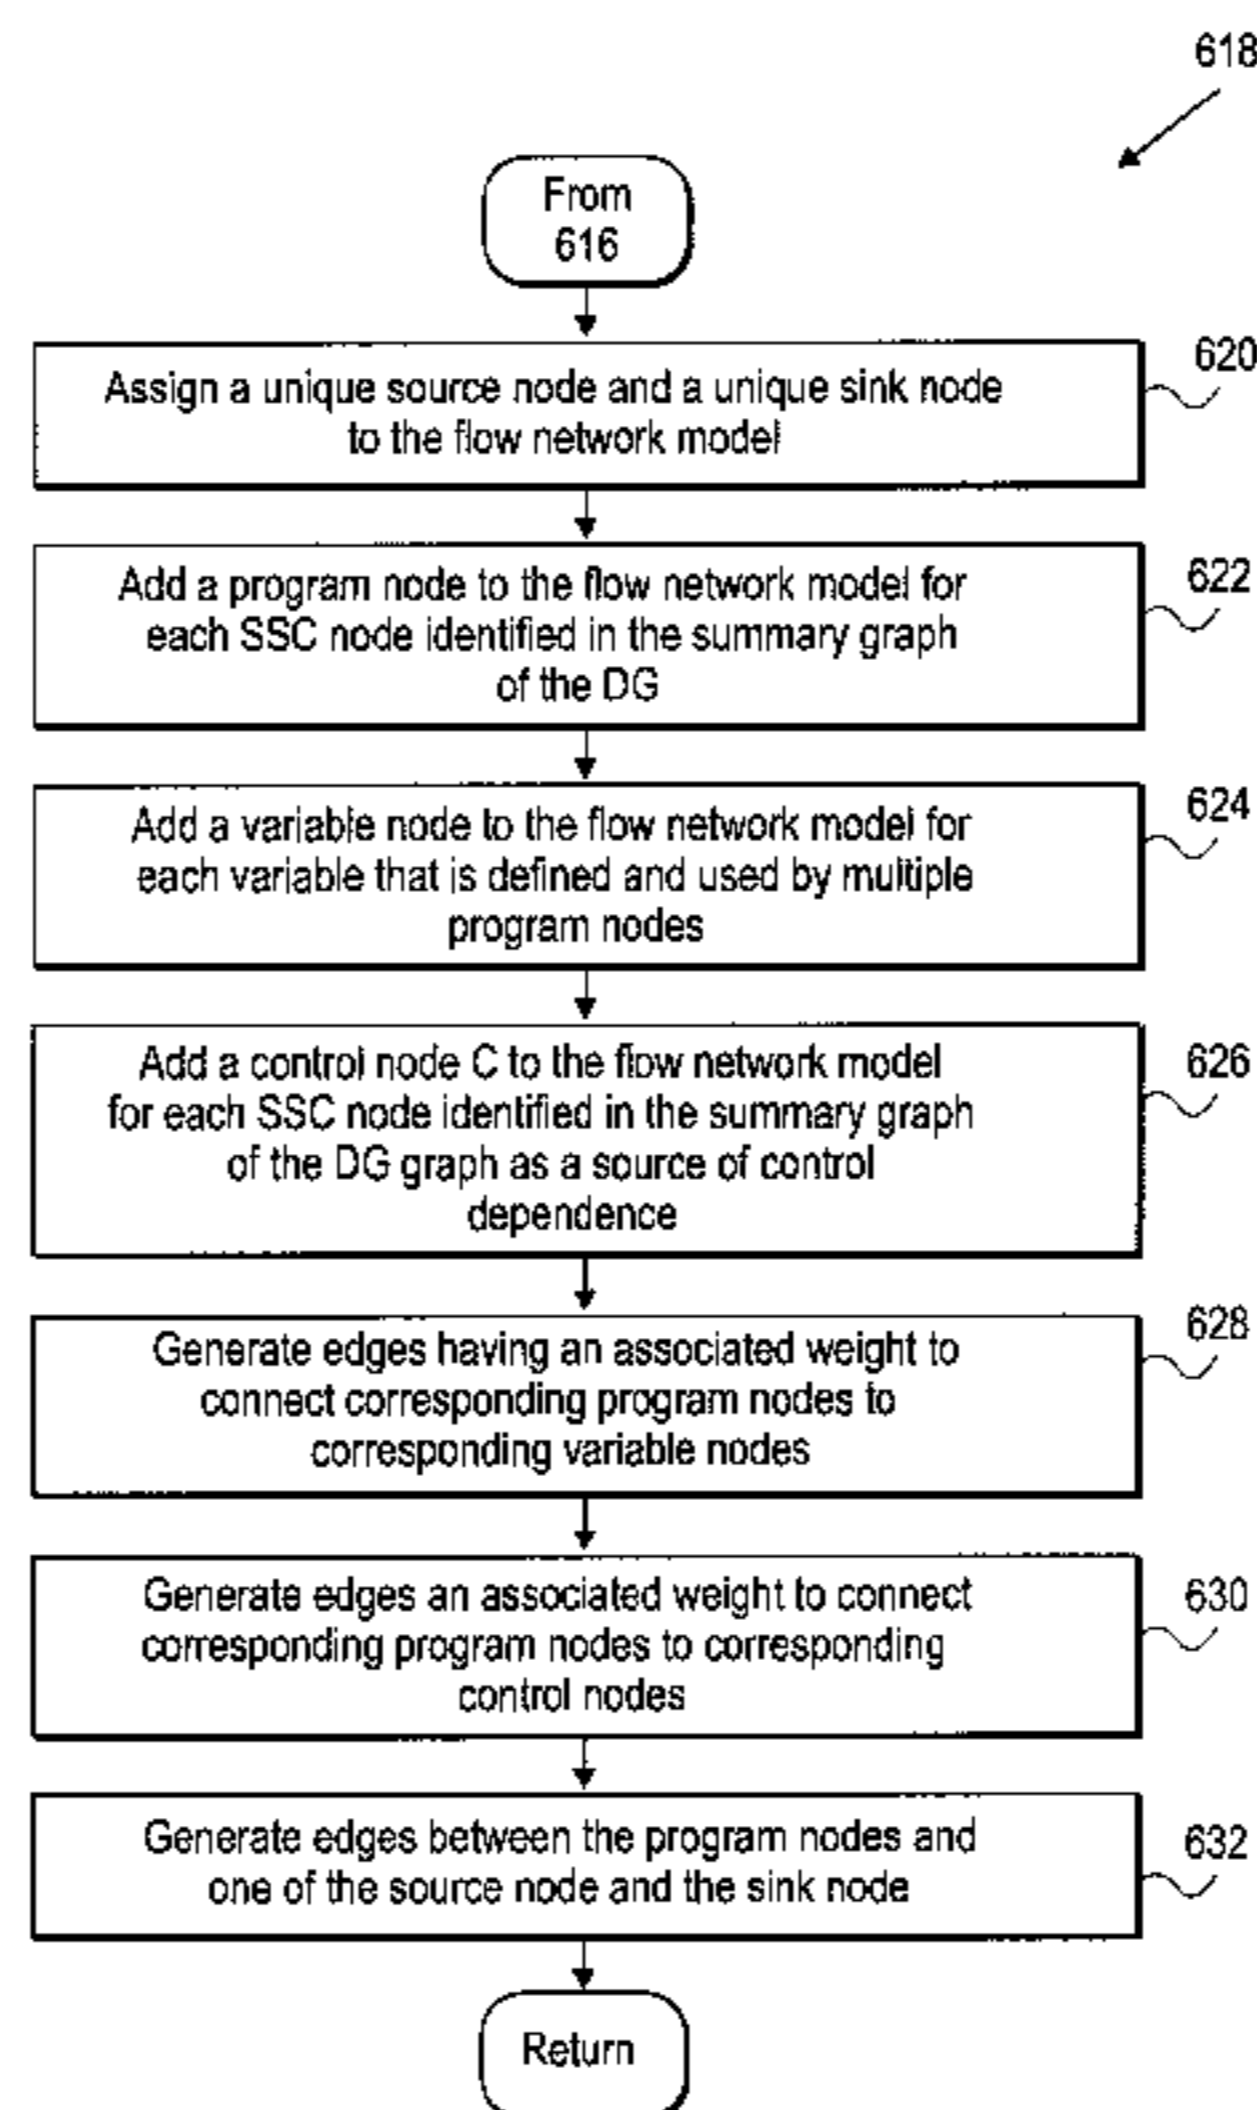 618
From
616
620
Assign a unique source node and a unique sink node
to the flow network model
622
Add a program node to the flow network model for
each SSC node identified in the summary graph
of the DG
624
Add a variable node to the flow network model for
each variable that is defined and used by multiple
program nodes
626
Add a control node C to the flow network model
for each SSC node identified in the summary graph
of the DG graph as a source of control
dependence
628
Generate edges having an associated weight to
connect corresponding program nodes to
corresponding variable nodes
630
Generate edges an associated weight to connect
corresponding program nodes to corresponding
control nodes
632
Generate edges between the program nodes and
one of the source node and the sink node
Return